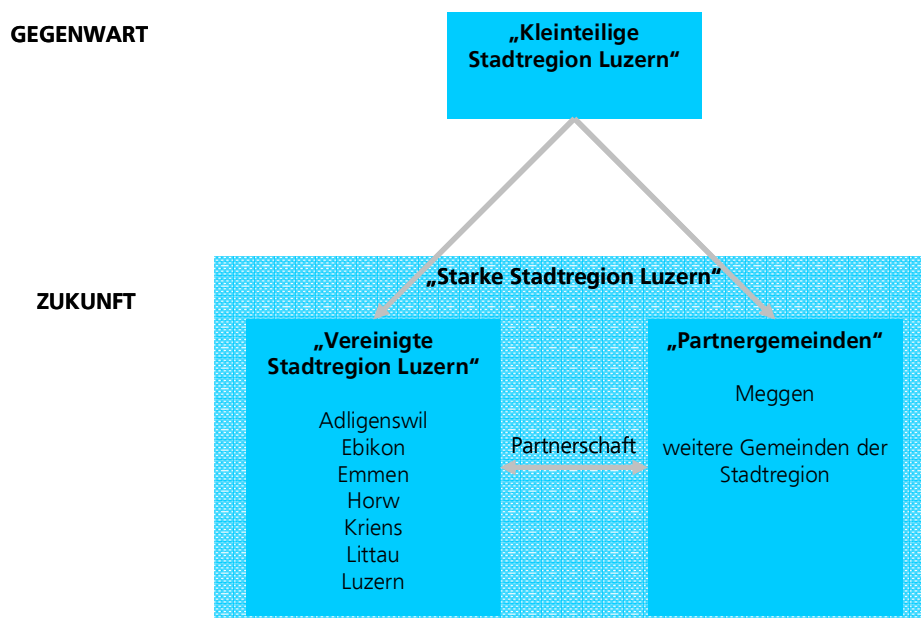 GEGENWART
„Kleinteilige
Stadtregion Luzern“
„Starke Stadtregion Luzern“
ZUKUNFT
„Vereinigte
Stadtregion Luzern“
Adligenswil
Ebikon
Emmen
Horw
Kriens
Littau
Luzern
Partnerschaft
„Partnergemeinden“
Meggen
weitere Gemeinden der
Stadtregion